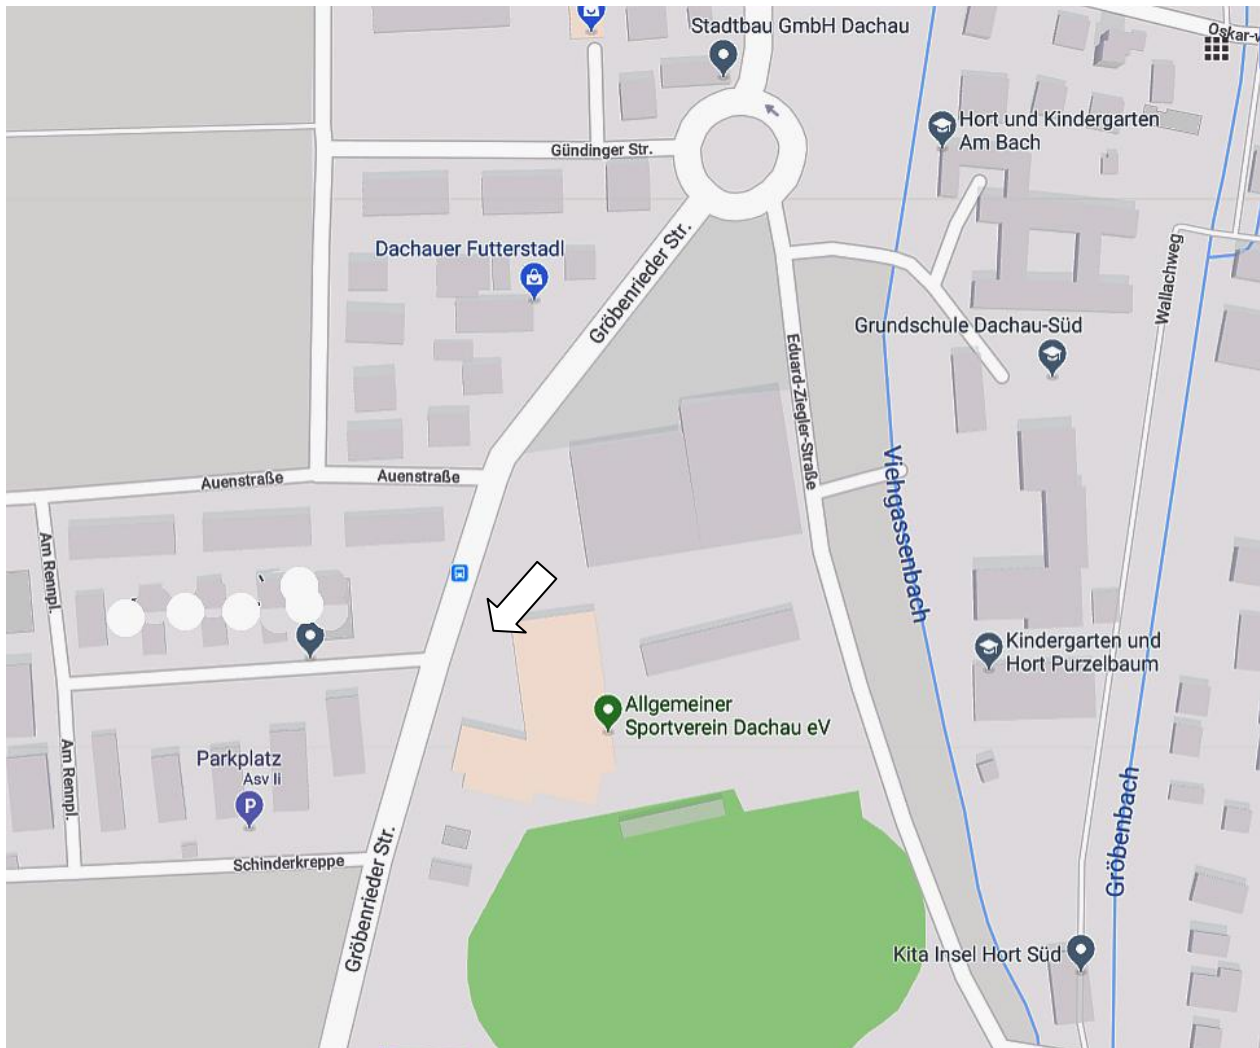 Stadtbau GmbH Dachau
Oskar-v
Hort und Kindergarten
Am Bach
Gündinger Str.
Dachauer Futterstadl
Gröbenrieder Str.
Wallachweg
Grundschule Dachau-Süd
Eduard-Ziegler-Straße
Auenstraße
Auenstraße
Viehgassenbach
Am Rennpl.
Kindergarten und
Hort Purzelbaum
Allgemeiner
Sportverein Dachau eV
Parkplatz
Asv Ii
P
Am Rennpl.
Gröbenbach
Schinderkreppe
Gröbenrieder Str.
Kita Insel Hort Süd